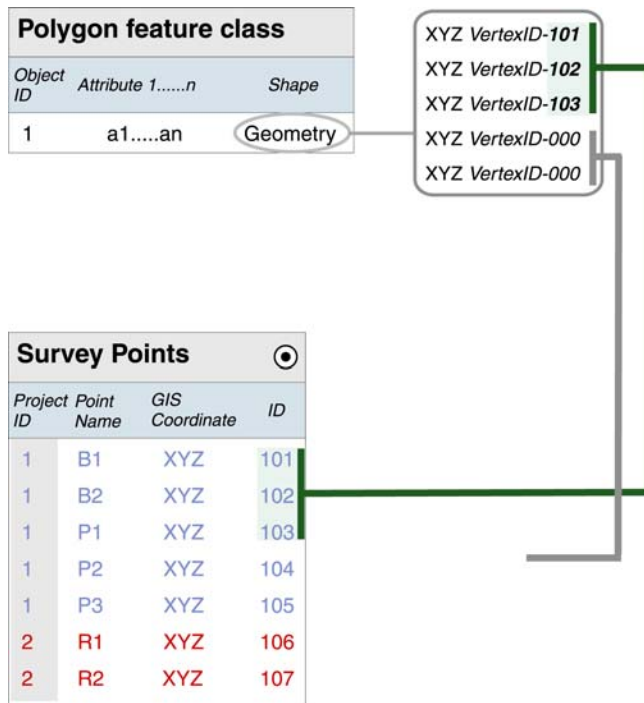 Polygon feature class
Object ID Attribute 1......n Shape
1 a1.....an Geometry
XYZ VertexID-101
XYZ VertexID-102
XYZ VertexID-103
XYZ VertexID-000
XYZ VertexID-000
Survey Points
Project ID Point Name GIS Coordinate ID
1 B1 XYZ 101
1 B2 XYZ 102
1 P1 XYZ 103
1 P2 XYZ 104
1 P3 XYZ 105
2 R1 XYZ 106
2 R2 XYZ 107